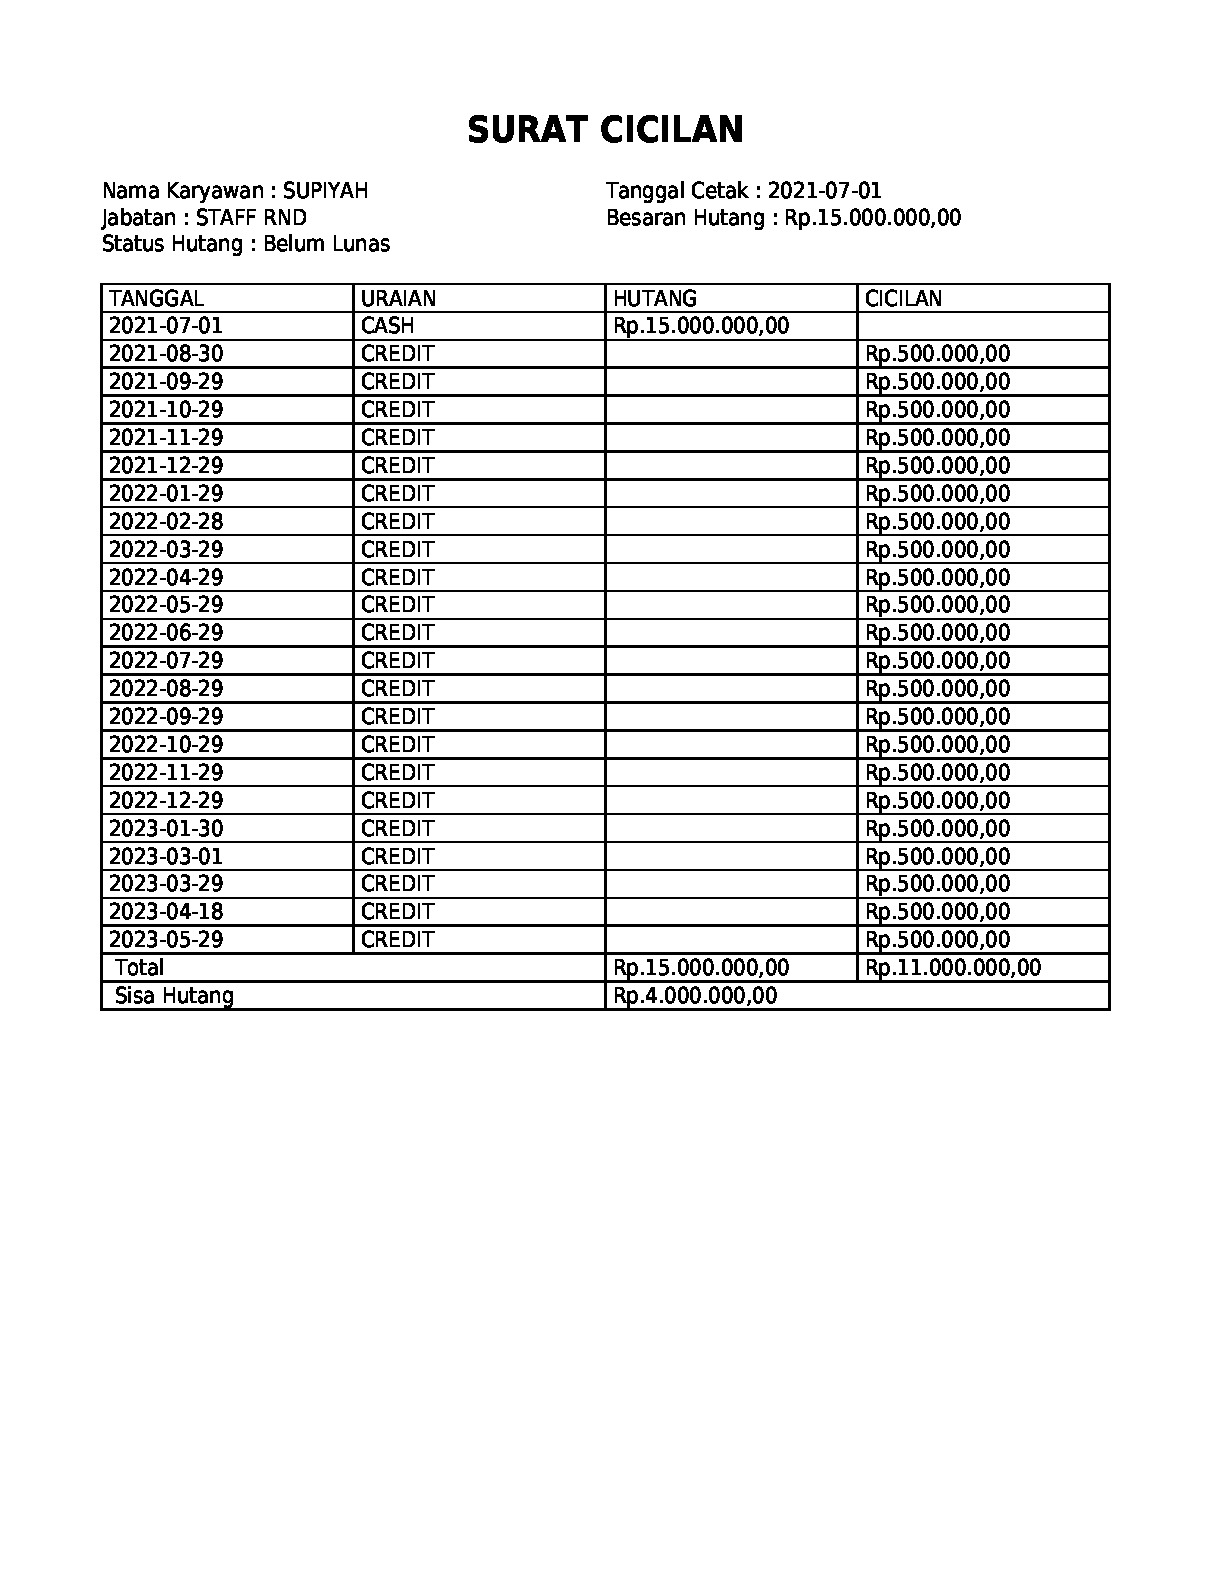 SURAT CICILAN
Nama Karyawan : SUPIYAH Tanggal Cetak : 2021-07-01
Jabatan : STAFF RND Besaran Hutang : Rp.15.000.000,00
Status Hutang : Belum Lunas
TANGGAL URAIAN HUTANG CICILAN
2021-07-01 CASH Rp.15.000.000,00
2021-08-30 CREDIT Rp.500.000,00
2021-09-29 CREDIT Rp.500.000,00
2021-10-29 CREDIT Rp.500.000,00
2021-11-29 CREDIT Rp.500.000,00
2021-12-29 CREDIT Rp.500.000,00
2022-01-29 CREDIT Rp.500.000,00
2022-02-28 CREDIT Rp.500.000,00
2022-03-29 CREDIT Rp.500.000,00
2022-04-29 CREDIT Rp.500.000,00
2022-05-29 CREDIT Rp.500.000,00
2022-06-29 CREDIT Rp.500.000,00
2022-07-29 CREDIT Rp.500.000,00
2022-08-29 CREDIT Rp.500.000,00
2022-09-29 CREDIT Rp.500.000,00
2022-10-29 CREDIT Rp.500.000,00
2022-11-29 CREDIT Rp.500.000,00
2022-12-29 CREDIT Rp.500.000,00
2023-01-30 CREDIT Rp.500.000,00
2023-03-01 CREDIT Rp.500.000,00
2023-03-29 CREDIT Rp.500.000,00
2023-04-18 CREDIT Rp.500.000,00
2023-05-29 CREDIT Rp.500.000,00
Total Rp.15.000.000,00 Rp.11.000.000,00
Sisa Hutang Rp.4.000.000,00